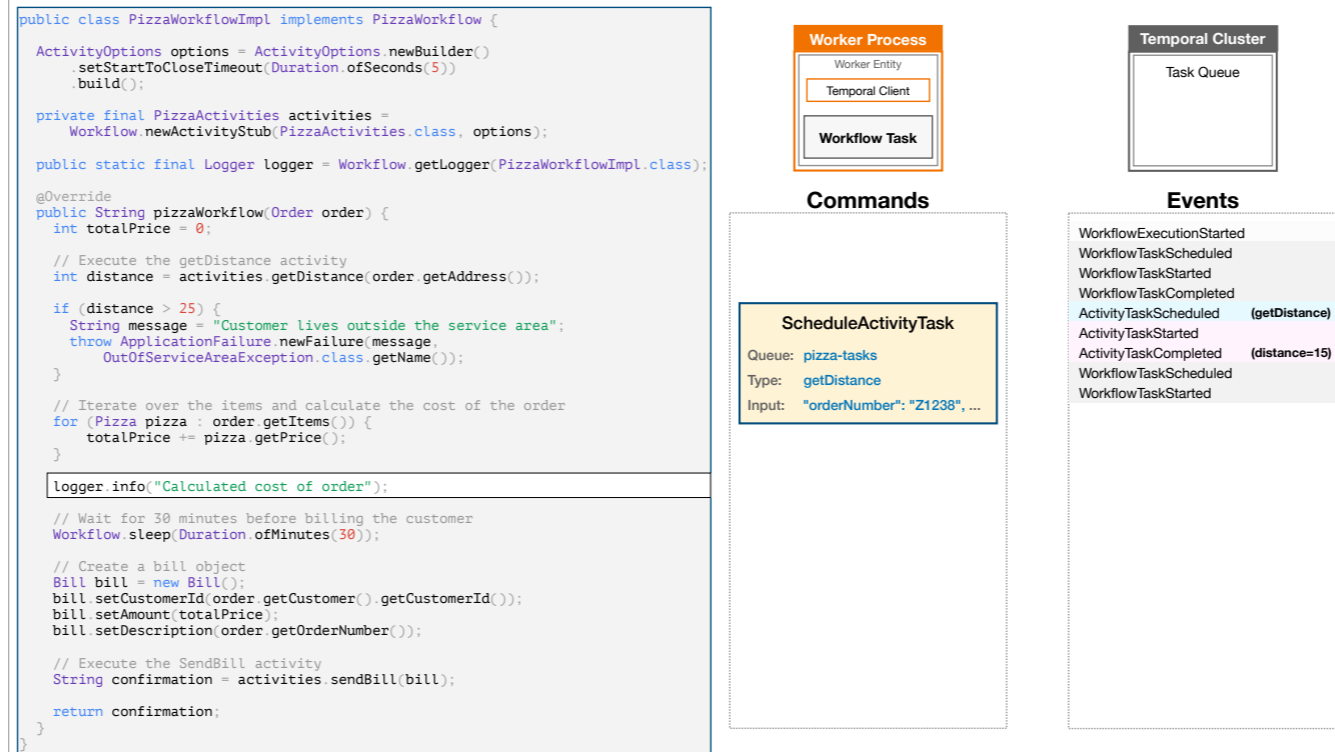 public class PizzaWorkflowImpl implements PizzaWorkflow {
ActivityOptions options = ActivityOptions.newBuilder()
.setStartToCloseTimeout(Duration.ofSeconds(5))
.build();
private final PizzaActivities activities =
Workflow.newActivityStub(PizzaActivities.class, options);
public static final Logger logger = Workflow.getLogger(PizzaWorkflowImpl.class);
@Override
public String pizzaWorkflow(Order order) {
int totalPrice = 0;
// Execute the getDistance activity
int distance = activities.getDistance(order.getAddress());
if (distance > 25) {
String message = "Customer lives outside the service area";
throw ApplicationFailure.newFailure(message,
OutOfServiceAreaException.class.getName());
}
// Iterate over the items and calculate the cost of the order
for (Pizza pizza : order.getItems()) {
totalPrice += pizza.getPrice();
}
logger.info("Calculated cost of order");
// Wait for 30 minutes before billing the customer
Workflow.sleep(Duration.ofMinutes(30));
// Create a bill object
Bill bill = new Bill();
bill.setCustomerId(order.getCustomer().getCustomerId());
bill.setAmount(totalPrice);
bill.setDescription(order.getOrderNumber());
// Execute the SendBill activity
String confirmation = activities.sendBill(bill);
return confirmation;
}
}
Worker Process
Worker Entity
Temporal Client
Workflow Task
Commands
ScheduleActivityTask
Queue: pizza-tasks
Type: getDistance
Input: "orderNumber": "Z1238", ...
Temporal Cluster
Task Queue
Events
WorkflowExecutionStarted
WorkflowTaskScheduled
WorkflowTaskStarted
WorkflowTaskCompleted
ActivityTaskScheduled (getDistance)
ActivityTaskStarted
ActivityTaskCompleted (distance=15)
WorkflowTaskScheduled
WorkflowTaskStarted